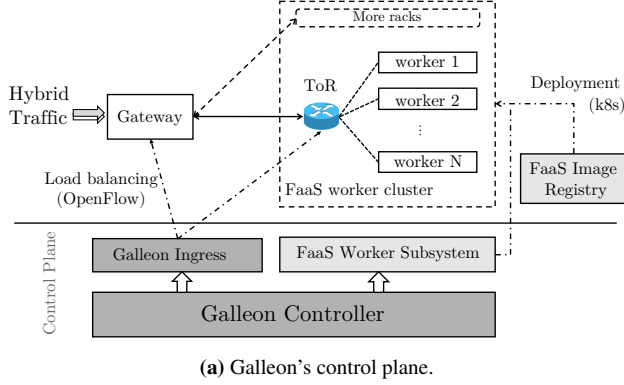 More racks
ToR
worker 1
worker 2
...
worker N
FaaS worker cluster
Hybrid
Traffic
Gateway
Deployment
(k8s)
FaaS Image
Registry
Load balancing
(OpenFlow)
Control Plane
Galleon Ingress
FaaS Worker Subsystem
Galleon Controller
(a) Galleon's control plane.